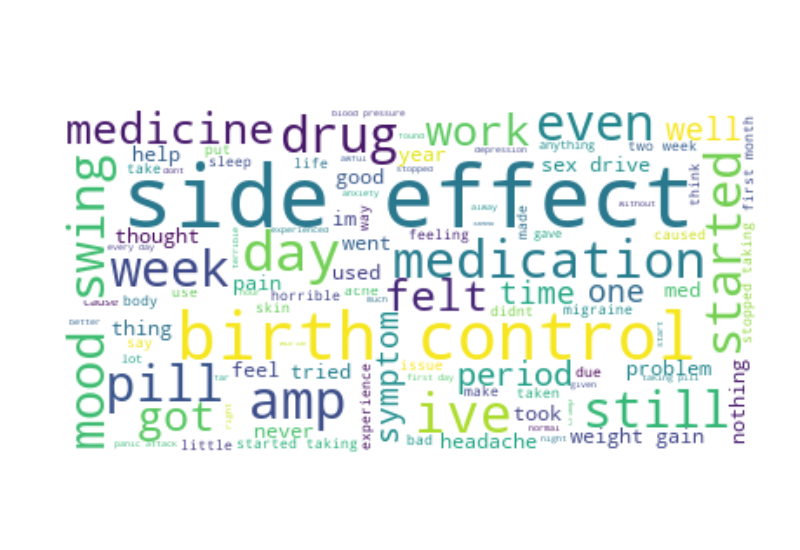 blood pressure
medicine
drug
found
work
even
well
anything
two week
first month
help
put
sleep
life
awful
year
depression
stopped
sex drive
take
dont
good
think
swing
side effect
anxiety
im
way
away
made
without
started
thought
experienced
went
feeling
gave
caused
every day
week
terrible
day
used
medication
stopped taking
pain
felt
time
one
med
cause
body
use
hour
horrible
acne
much
skin
didnt
migraine
better
thing
birth control
start
mood
say
symptom
lot
feel
tried
issue
period
due
problem
pill
far
first day
taking pill
experience
make
taken
given
nothing
got
right
amp
ive
took
still
never
normal
panic attack
little
started taking
bad
headache
night
weight gain